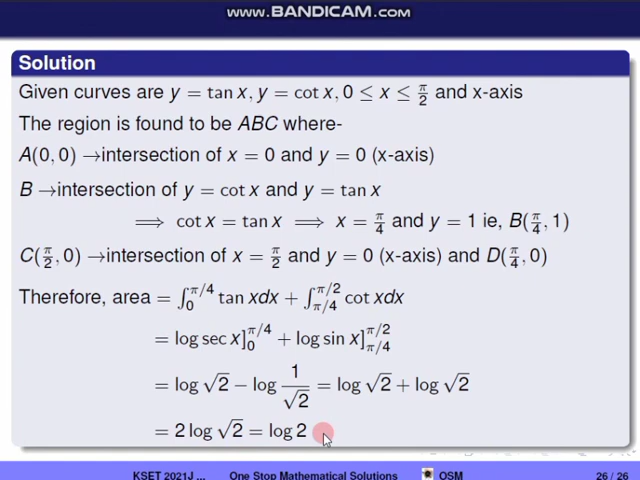 www.BANDICAM.com
Solution
Given curves are y = tan x, y = cot x, 0 ≤ x ≤ π/2 and x-axis
The region is found to be ABC where-
A(0, 0) →intersection of x = 0 and y = 0 (x-axis)
B →intersection of y = cot x and y = tan x
⟹ cot x = tan x ⟹ x = π/4 and y = 1 ie, B(π/4, 1)
C(π/2, 0) →intersection of x = π/2 and y = 0 (x-axis) and D(π/4, 0)
Therefore, area = ∫₀^{π/4} tan xdx + ∫_{π/4}^{π/2} cot xdx
= log sec x]₀^{π/4} + log sin x]_{π/4}^{π/2}
= log √2 − log 1/√2 = log √2 + log √2
= 2 log √2 = log 2
KSET 2021J ... One Stop Mathematical Solutions OSM 26 / 26